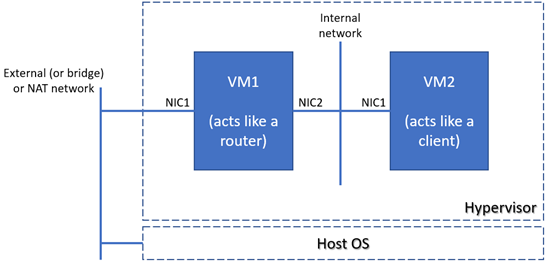 Internal
network
External (or bridge)
or NAT network
VM1
(acts like a
router)
VM2
(acts like a
client)
NIC1
NIC2
NIC1
Hypervisor
Host OS